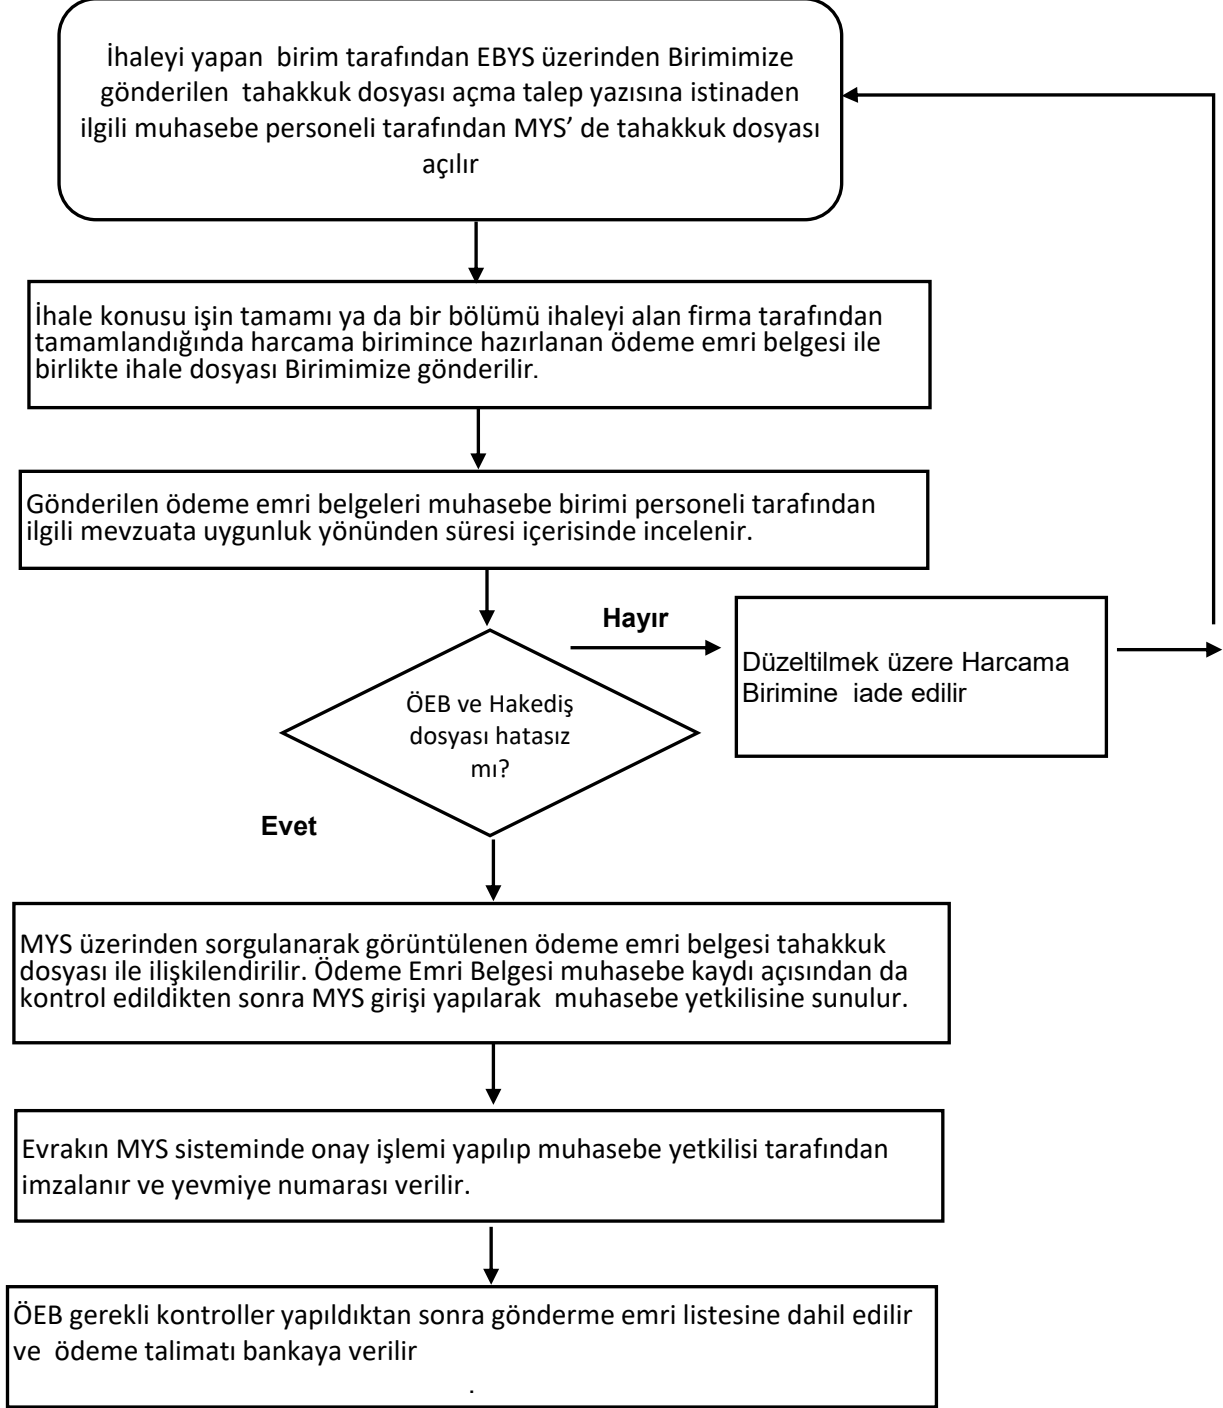 İhaleyi yapan  birim tarafından EBYS üzerinden Birimimize
gönderilen  tahakkuk dosyası açma talep yazısına istinaden
ilgili muhasebe personeli tarafından MYS’ de tahakkuk dosyası
açılır
İhale konusu işin tamamı ya da bir bölümü ihaleyi alan firma tarafından
tamamlandığında harcama birimince hazırlanan ödeme emri belgesi ile
birlikte ihale dosyası Birimimize gönderilir.
Gönderilen ödeme emri belgeleri muhasebe birimi personeli tarafından
ilgili mevzuata uygunluk yönünden süresi içerisinde incelenir.
Hayır
Düzeltilmek üzere Harcama
Birimine  iade edilir
ÖEB ve Hakediş
dosyası hatasız
mı?
Evet
MYS üzerinden sorgulanarak görüntülenen ödeme emri belgesi tahakkuk
dosyası ile ilişkilendirilir. Ödeme Emri Belgesi muhasebe kaydı açısından da
kontrol edildikten sonra MYS girişi yapılarak  muhasebe yetkilisine sunulur.
Evrakın MYS sisteminde onay işlemi yapılıp muhasebe yetkilisi tarafından
imzalanır ve yevmiye numarası verilir.
ÖEB gerekli kontroller yapıldıktan sonra gönderme emri listesine dahil edilir
ve  ödeme talimatı bankaya verilir
.